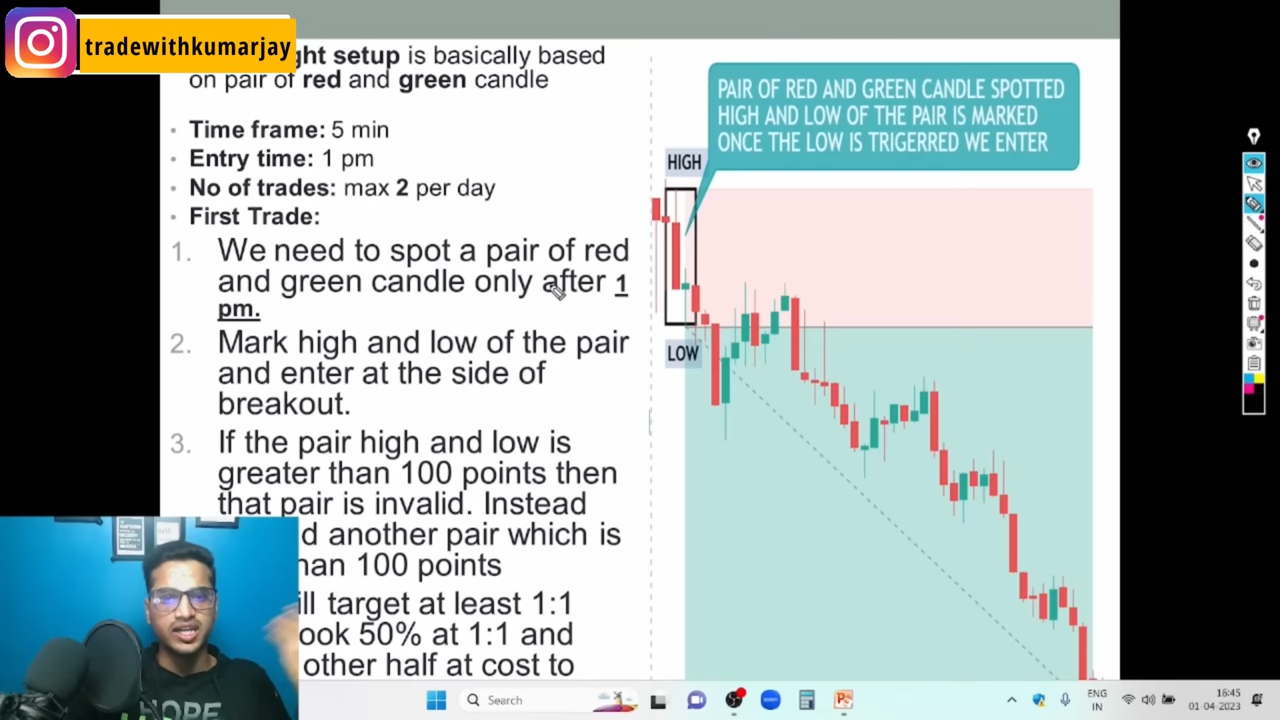 tradewithkumarjay
ght setup is basically based
on pair of red and green candle
• Time frame: 5 min
• Entry time: 1 pm
• No of trades: max 2 per day
• First Trade:
1. We need to spot a pair of red
and green candle only after 1
pm.
2. Mark high and low of the pair
and enter at the side of
breakout.
3. If the pair high and low is
greater than 100 points then
that pair is invalid. Instead
d another pair which is
han 100 points
ill target at least 1:1
ook 50% at 1:1 and
other half at cost to
PAIR OF RED AND GREEN CANDLE SPOTTED
HIGH AND LOW OF THE PAIR IS MARKED
ONCE THE LOW IS TRIGERRED WE ENTER
HIGH
LOW
HOPE
Search
ENG
IN
16:45
01-04-2023